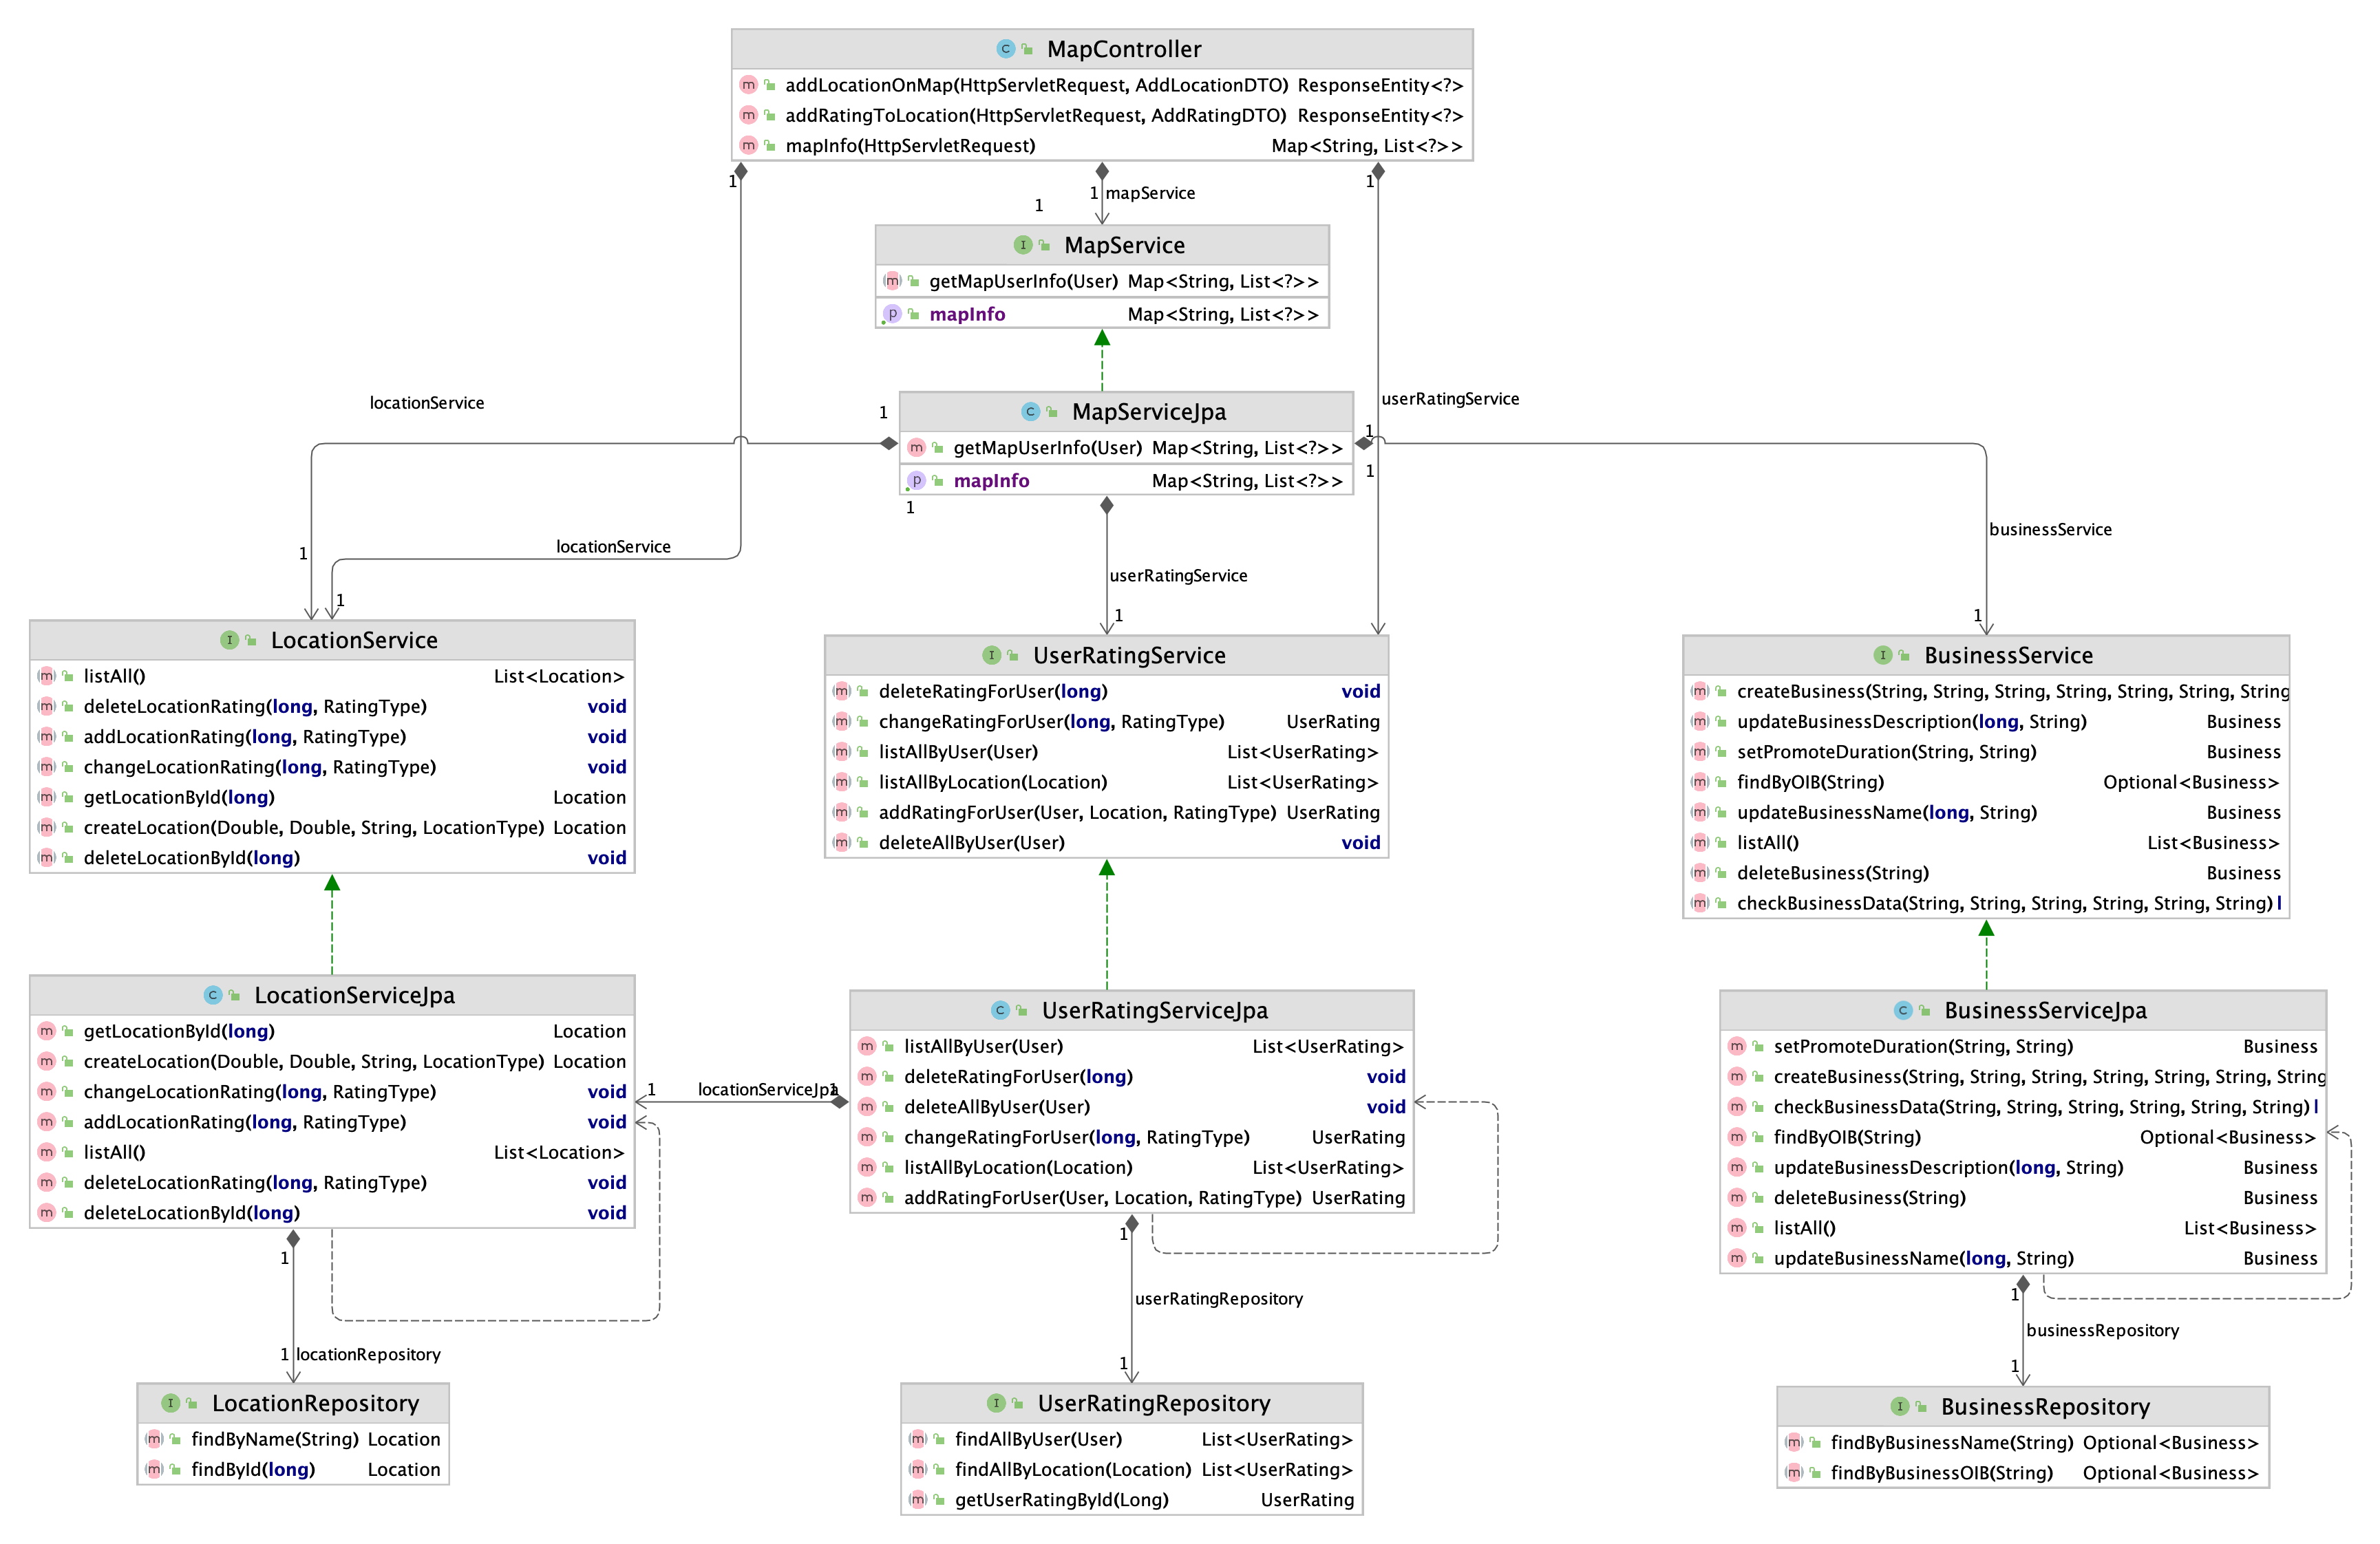 MapController
addLocationOnMap(HttpServletRequest, AddLocationDTO) ResponseEntity<?>
addRatingToLocation(HttpServletRequest, AddRatingDTO) ResponseEntity<?>
mapInfo(HttpServletRequest) Map<String, List<?>>
1
1 mapService
1
1
MapService
getMapUserInfo(User) Map<String, List<?>>
mapInfo Map<String, List<?>>
locationService
1
userRatingService
MapServiceJpa
getMapUserInfo(User) Map<String, List<?>>
mapInfo Map<String, List<?>>
1
1
1
businessService
locationService
1
1
userRatingService
1
1
LocationService
listAll() List<Location>
deleteLocationRating(long, RatingType) void
addLocationRating(long, RatingType) void
changeLocationRating(long, RatingType) void
getLocationById(long) Location
createLocation(Double, Double, String, LocationType) Location
deleteLocationById(long) void
UserRatingService
deleteRatingForUser(long) void
changeRatingForUser(long, RatingType) UserRating
listAllByUser(User) List<UserRating>
listAllByLocation(Location) List<UserRating>
addRatingForUser(User, Location, RatingType) UserRating
deleteAllByUser(User) void
BusinessService
createBusiness(String, String, String, String, String, String, String
updateBusinessDescription(long, String) Business
setPromoteDuration(String, String) Business
findByOIB(String) Optional<Business>
updateBusinessName(long, String) Business
listAll() List<Business>
deleteBusiness(String) Business
checkBusinessData(String, String, String, String, String, String)
LocationServiceJpa
getLocationById(long) Location
createLocation(Double, Double, String, LocationType) Location
changeLocationRating(long, RatingType) void
addLocationRating(long, RatingType) void
listAll() List<Location>
deleteLocationRating(long, RatingType) void
deleteLocationById(long) void
1 locationServiceJpa 1
UserRatingServiceJpa
listAllByUser(User) List<UserRating>
deleteRatingForUser(long) void
deleteAllByUser(User) void
changeRatingForUser(long, RatingType) UserRating
listAllByLocation(Location) List<UserRating>
addRatingForUser(User, Location, RatingType) UserRating
BusinessServiceJpa
setPromoteDuration(String, String) Business
createBusiness(String, String, String, String, String, String, String
checkBusinessData(String, String, String, String, String, String)
findByOIB(String) Optional<Business>
updateBusinessDescription(long, String) Business
deleteBusiness(String) Business
listAll() List<Business>
updateBusinessName(long, String) Business
1
1 locationRepository
1
userRatingRepository
1
1
businessRepository
1
LocationRepository
findByName(String) Location
findById(long) Location
UserRatingRepository
findAllByUser(User) List<UserRating>
findAllByLocation(Location) List<UserRating>
getUserRatingById(Long) UserRating
BusinessRepository
findByBusinessName(String) Optional<Business>
findByBusinessOIB(String) Optional<Business>